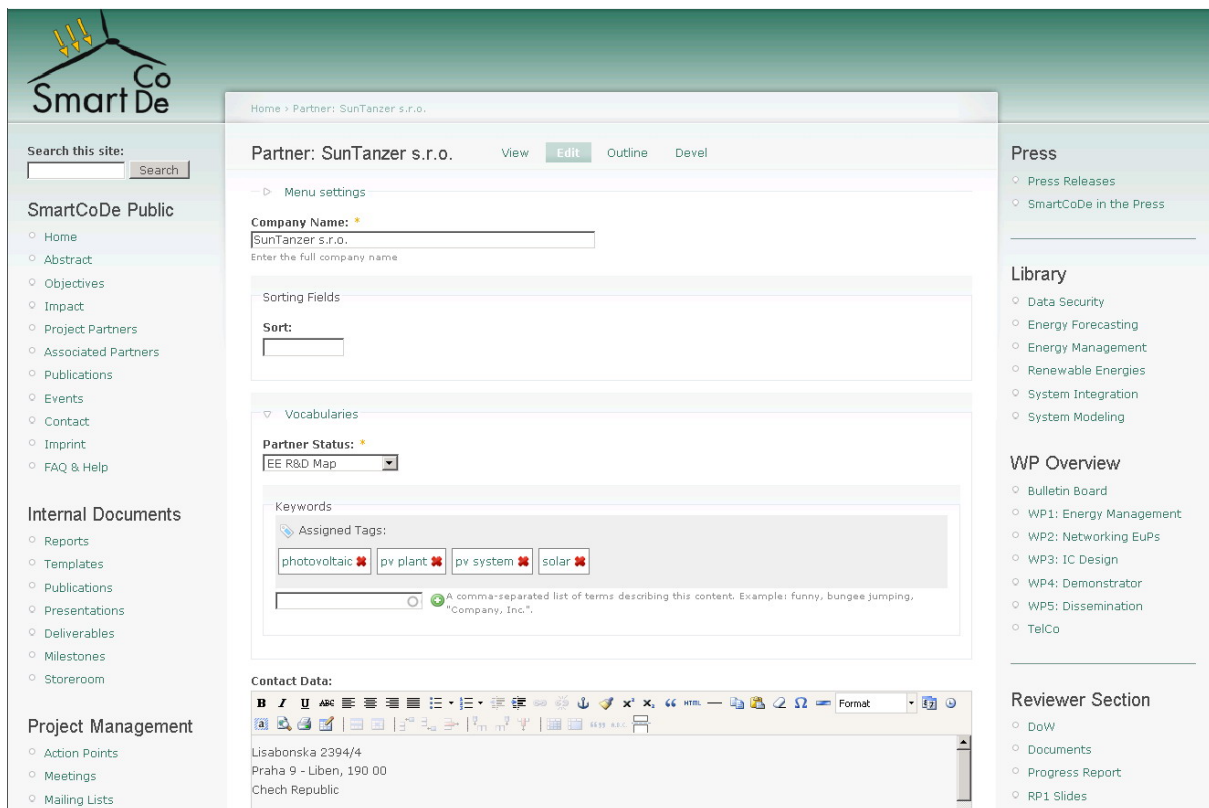 Smart Co De
Home › Partner: SunTanzer s.r.o.
Search this site:
Search
SmartCoDe Public
Home
Abstract
Objectives
Impact
Project Partners
Associated Partners
Publications
Events
Contact
Imprint
FAQ & Help
Internal Documents
Reports
Templates
Publications
Presentations
Deliverables
Milestones
Storeroom
Project Management
Action Points
Meetings
Mailing Lists
Partner: SunTanzer s.r.o.
View
Edit
Outline
Devel
Menu settings
Company Name: *
SunTanzer s.r.o.
Enter the full company name
Sorting Fields
Sort:
Vocabularies
Partner Status: *
EE R&D Map
Keywords
Assigned Tags:
photovoltaic
pv plant
pv system
solar
A comma-separated list of terms describing this content. Example: funny, bungee jumping,
"Company, Inc.".
Contact Data:
B I U ABC HTML Format
Lisabonska 2394/4
Praha 9 - Liben, 190 00
Chech Republic
Press
Press Releases
SmartCoDe in the Press
Library
Data Security
Energy Forecasting
Energy Management
Renewable Energies
System Integration
System Modeling
WP Overview
Bulletin Board
WP1: Energy Management
WP2: Networking EuPs
WP3: IC Design
WP4: Demonstrator
WP5: Dissemination
TelCo
Reviewer Section
DoW
Documents
Progress Report
RP1 Slides